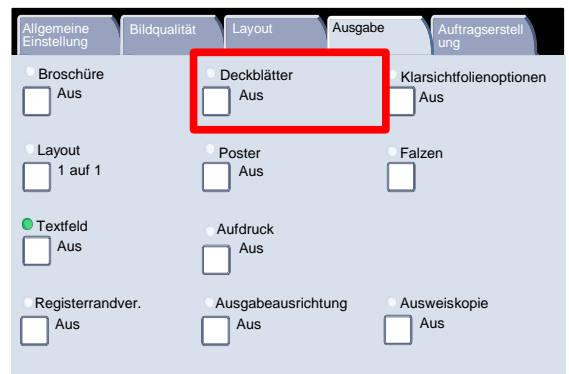 Allgemeine
Einstellung
Bildqualität
Layout
Ausgabe
Auftragserstell
ung
Broschüre
Aus
Deckblätter
Aus
Klarsichtfolienoptionen
Aus
Layout
1 auf 1
Poster
Aus
Falzen
Textfeld
Aus
Aufdruck
Aus
Registerrandver.
Aus
Ausgabeausrichtung
Aus
Ausweiskopie
Aus